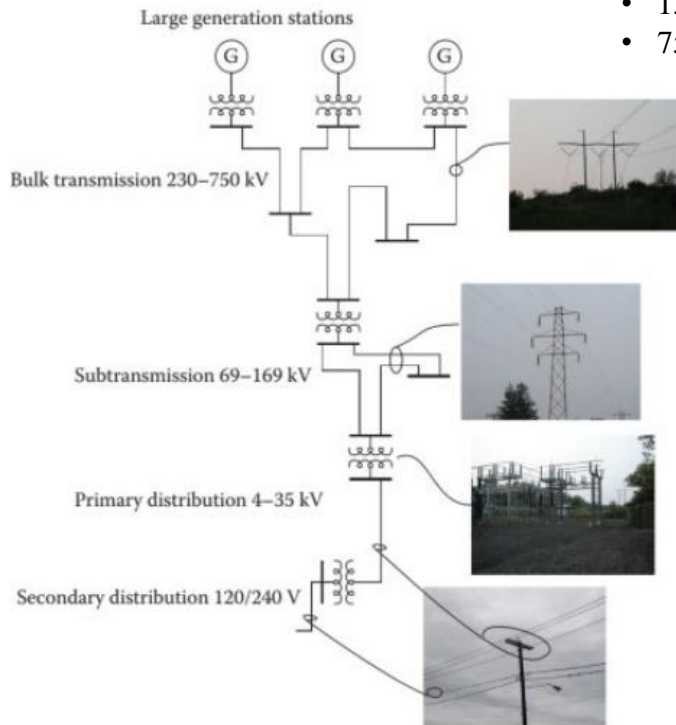 Large generation stations
G G G
Bulk transmission 230–750 kV
Subtransmission 69–169 kV
Primary distribution 4–35 kV
Secondary distribution 120/240 V